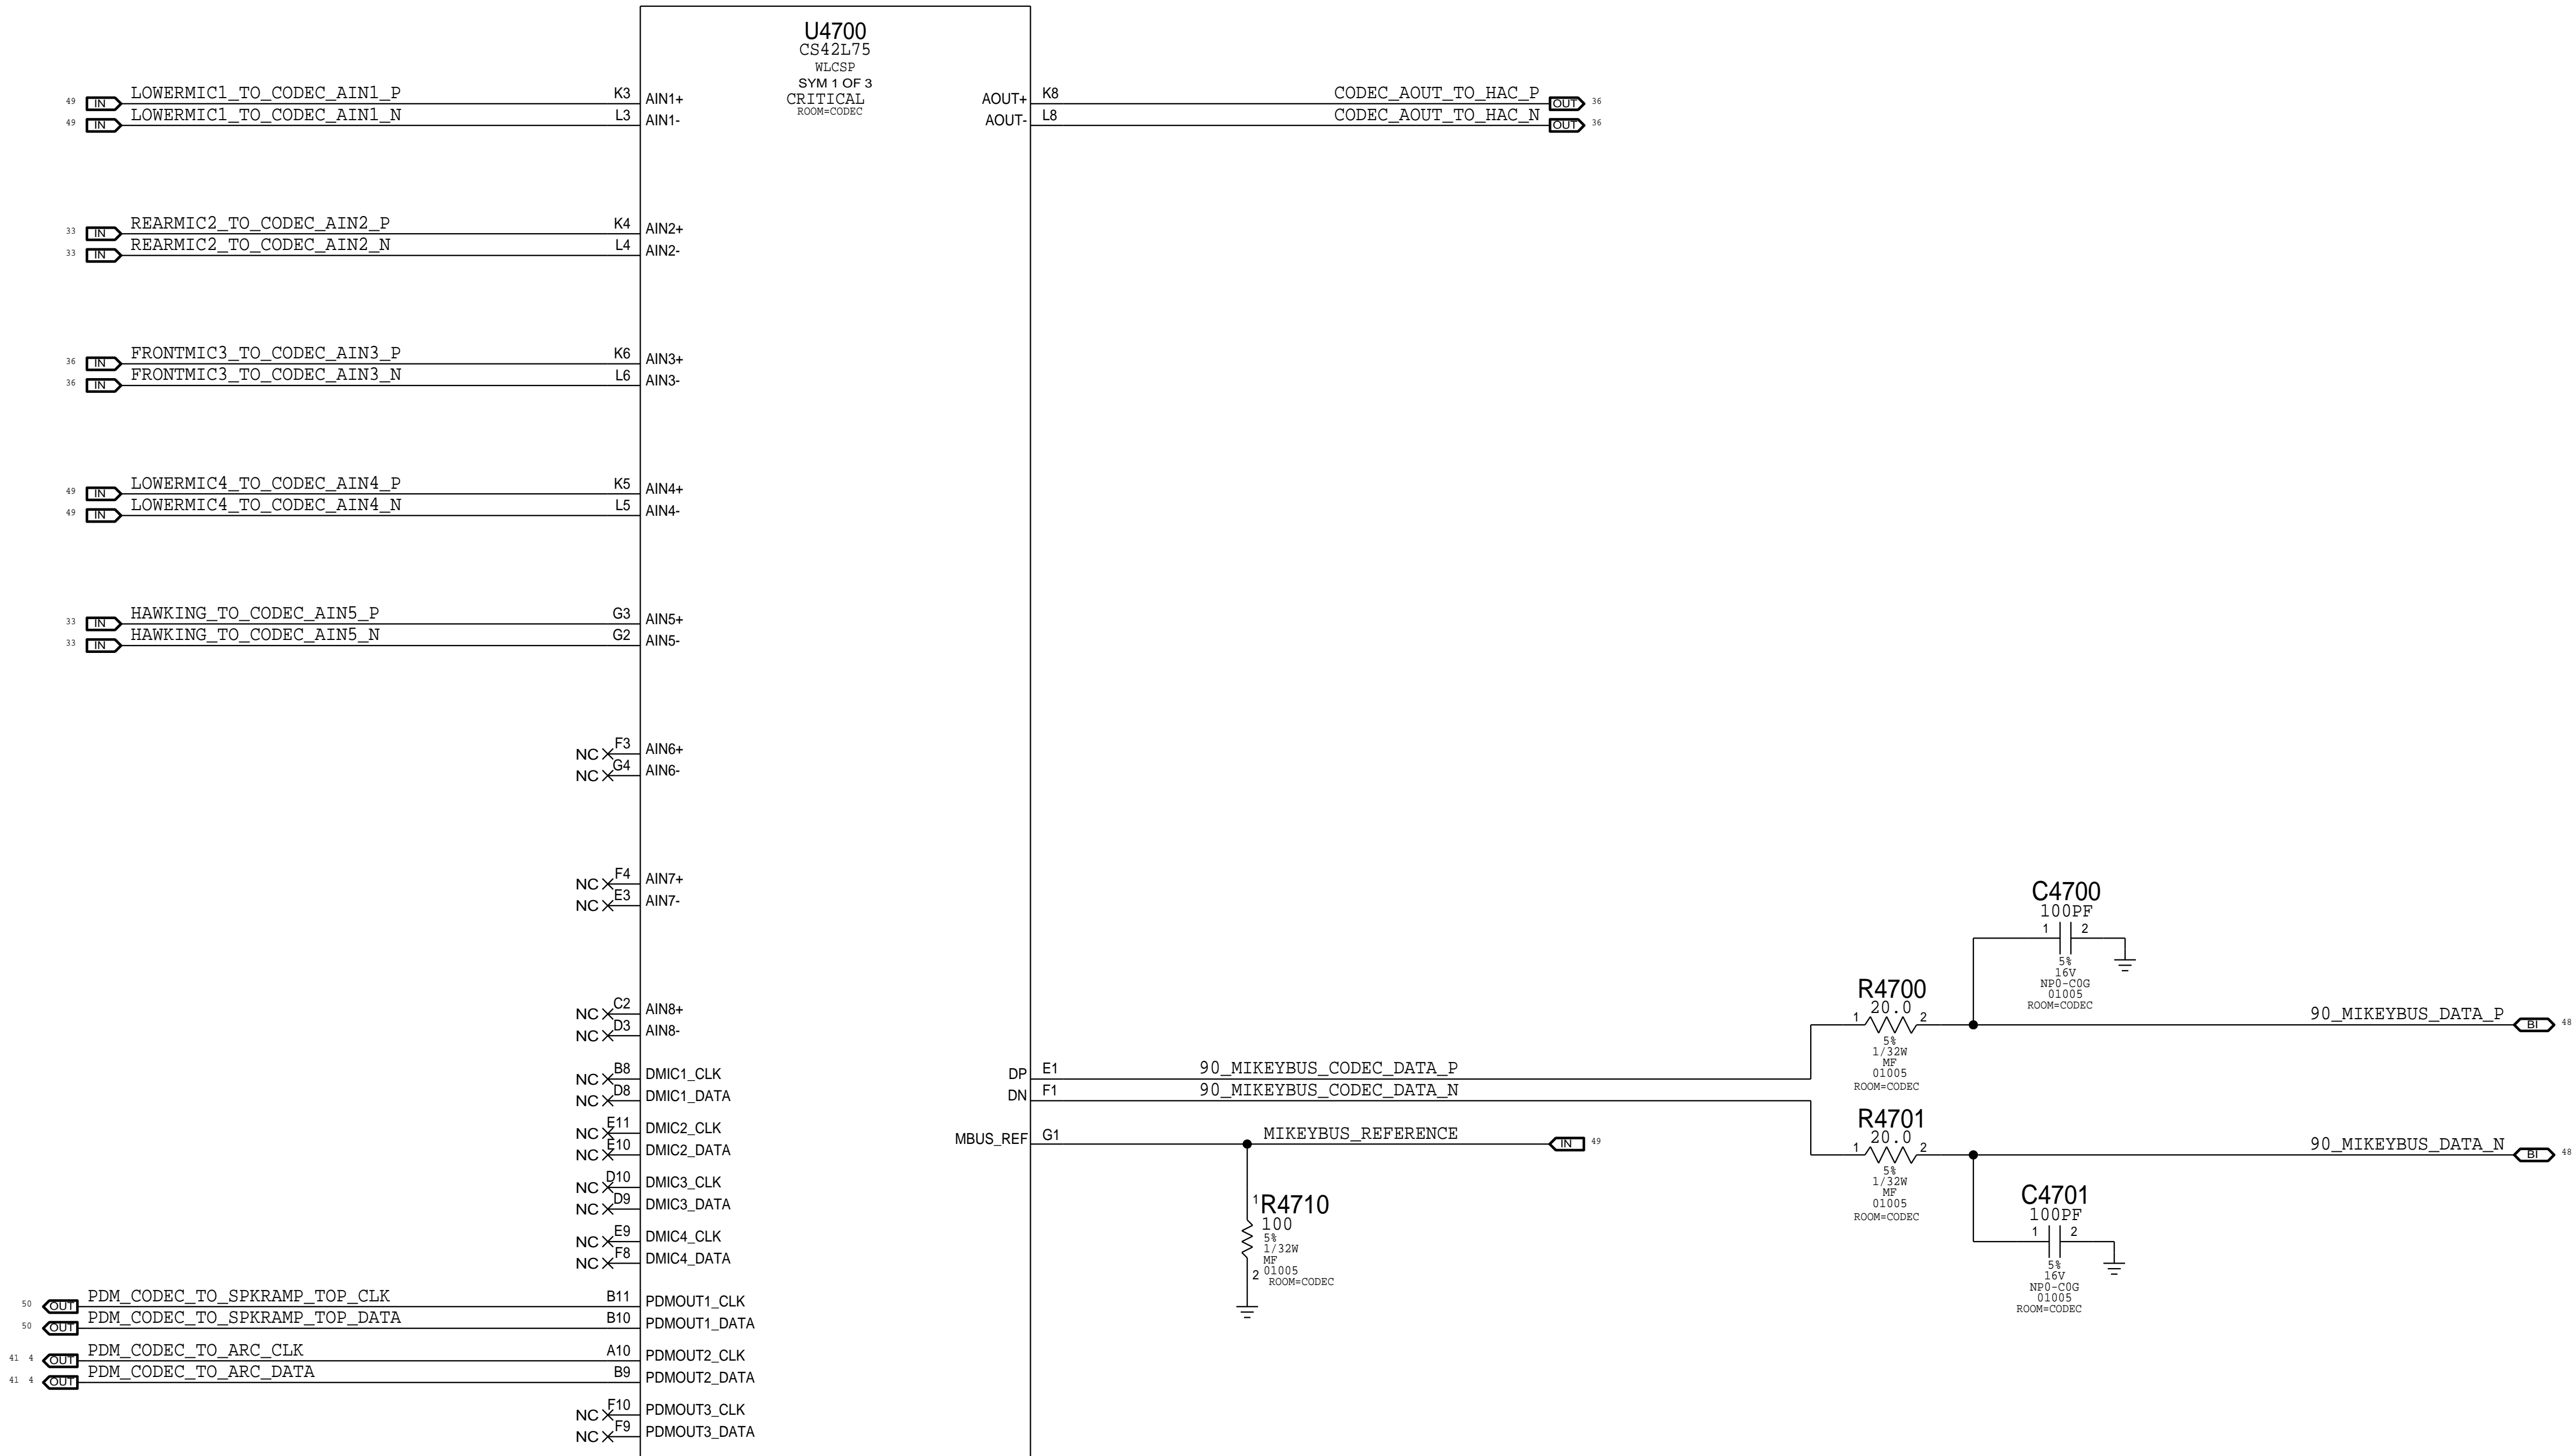 U4700
CS42L75
WLCSP
SYM 1 OF 3
CRITICAL
ROOM=CODEC
49 IN LOWERMIC1_TO_CODEC_AIN1_P K3 AIN1+
49 IN LOWERMIC1_TO_CODEC_AIN1_N L3 AIN1-
AOUT+ K8 CODEC_AOUT_TO_HAC_P OUT 36
AOUT- L8 CODEC_AOUT_TO_HAC_N OUT 36
33 IN REARMIC2_TO_CODEC_AIN2_P K4 AIN2+
33 IN REARMIC2_TO_CODEC_AIN2_N L4 AIN2-
36 IN FRONTMIC3_TO_CODEC_AIN3_P K6 AIN3+
36 IN FRONTMIC3_TO_CODEC_AIN3_N L6 AIN3-
49 IN LOWERMIC4_TO_CODEC_AIN4_P K5 AIN4+
49 IN LOWERMIC4_TO_CODEC_AIN4_N L5 AIN4-
33 IN HAWKING_TO_CODEC_AIN5_P G3 AIN5+
33 IN HAWKING_TO_CODEC_AIN5_N G2 AIN5-
NC F3 AIN6+
NC G4 AIN6-
NC F4 AIN7+
NC E3 AIN7-
NC C2 AIN8+
NC D3 AIN8-
NC B8 DMIC1_CLK
NC D8 DMIC1_DATA
NC E11 DMIC2_CLK
NC E10 DMIC2_DATA
NC D10 DMIC3_CLK
NC D9 DMIC3_DATA
NC E9 DMIC4_CLK
NC F8 DMIC4_DATA
50 OUT PDM_CODEC_TO_SPKRAMP_TOP_CLK B11 PDMOUT1_CLK
50 OUT PDM_CODEC_TO_SPKRAMP_TOP_DATA B10 PDMOUT1_DATA
41 4 OUT PDM_CODEC_TO_ARC_CLK A10 PDMOUT2_CLK
41 4 OUT PDM_CODEC_TO_ARC_DATA B9 PDMOUT2_DATA
NC F10 PDMOUT3_CLK
NC F9 PDMOUT3_DATA
DP E1 90_MIKEYBUS_CODEC_DATA_P
DN F1 90_MIKEYBUS_CODEC_DATA_N
MBUS_REF G1 MIKEYBUS_REFERENCE IN 49
1 R4710
100
5%
1/32W
MF
2 01005
ROOM=CODEC
C4700
100PF
1 2
5%
16V
NP0-C0G
01005
ROOM=CODEC
R4700
20.0
1 2
5%
1/32W
MF
01005
ROOM=CODEC
90_MIKEYBUS_DATA_P BI 48
R4701
20.0
1 2
5%
1/32W
MF
01005
ROOM=CODEC
90_MIKEYBUS_DATA_N BI 48
C4701
100PF
1 2
5%
16V
NP0-C0G
01005
ROOM=CODEC